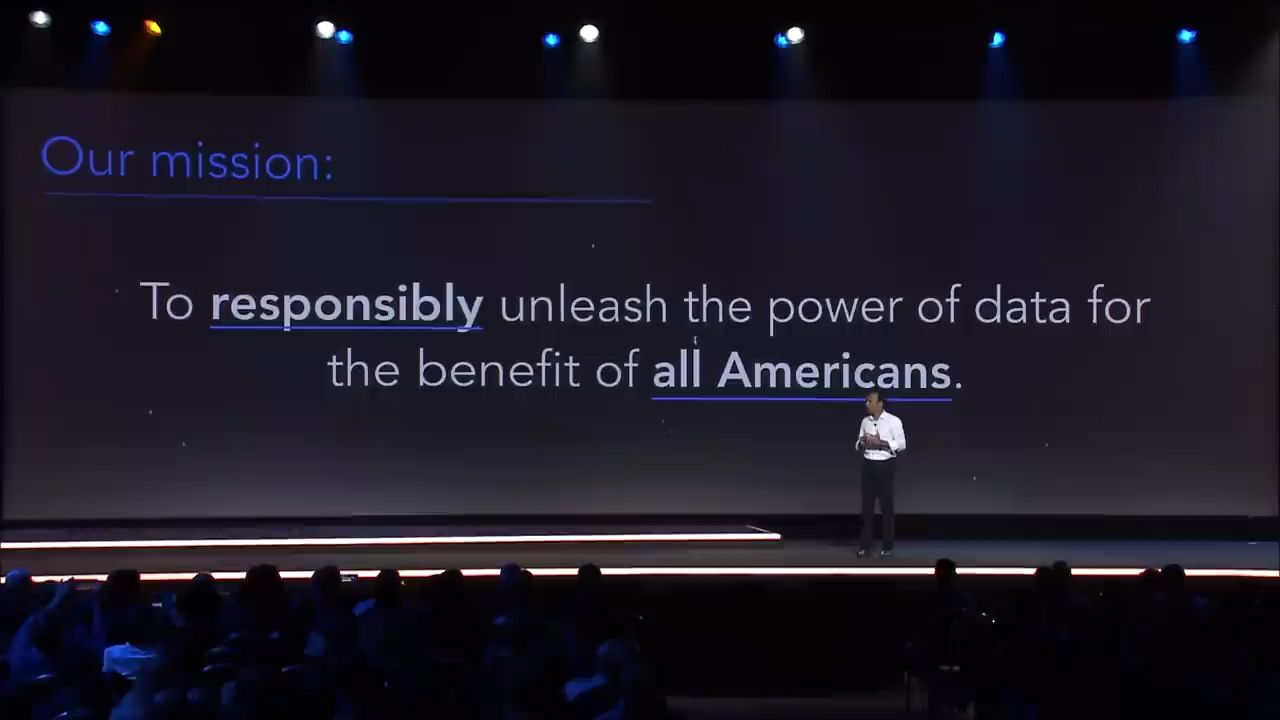 Our mission:
To responsibly unleash the power of data for
the benefit of all Americans.